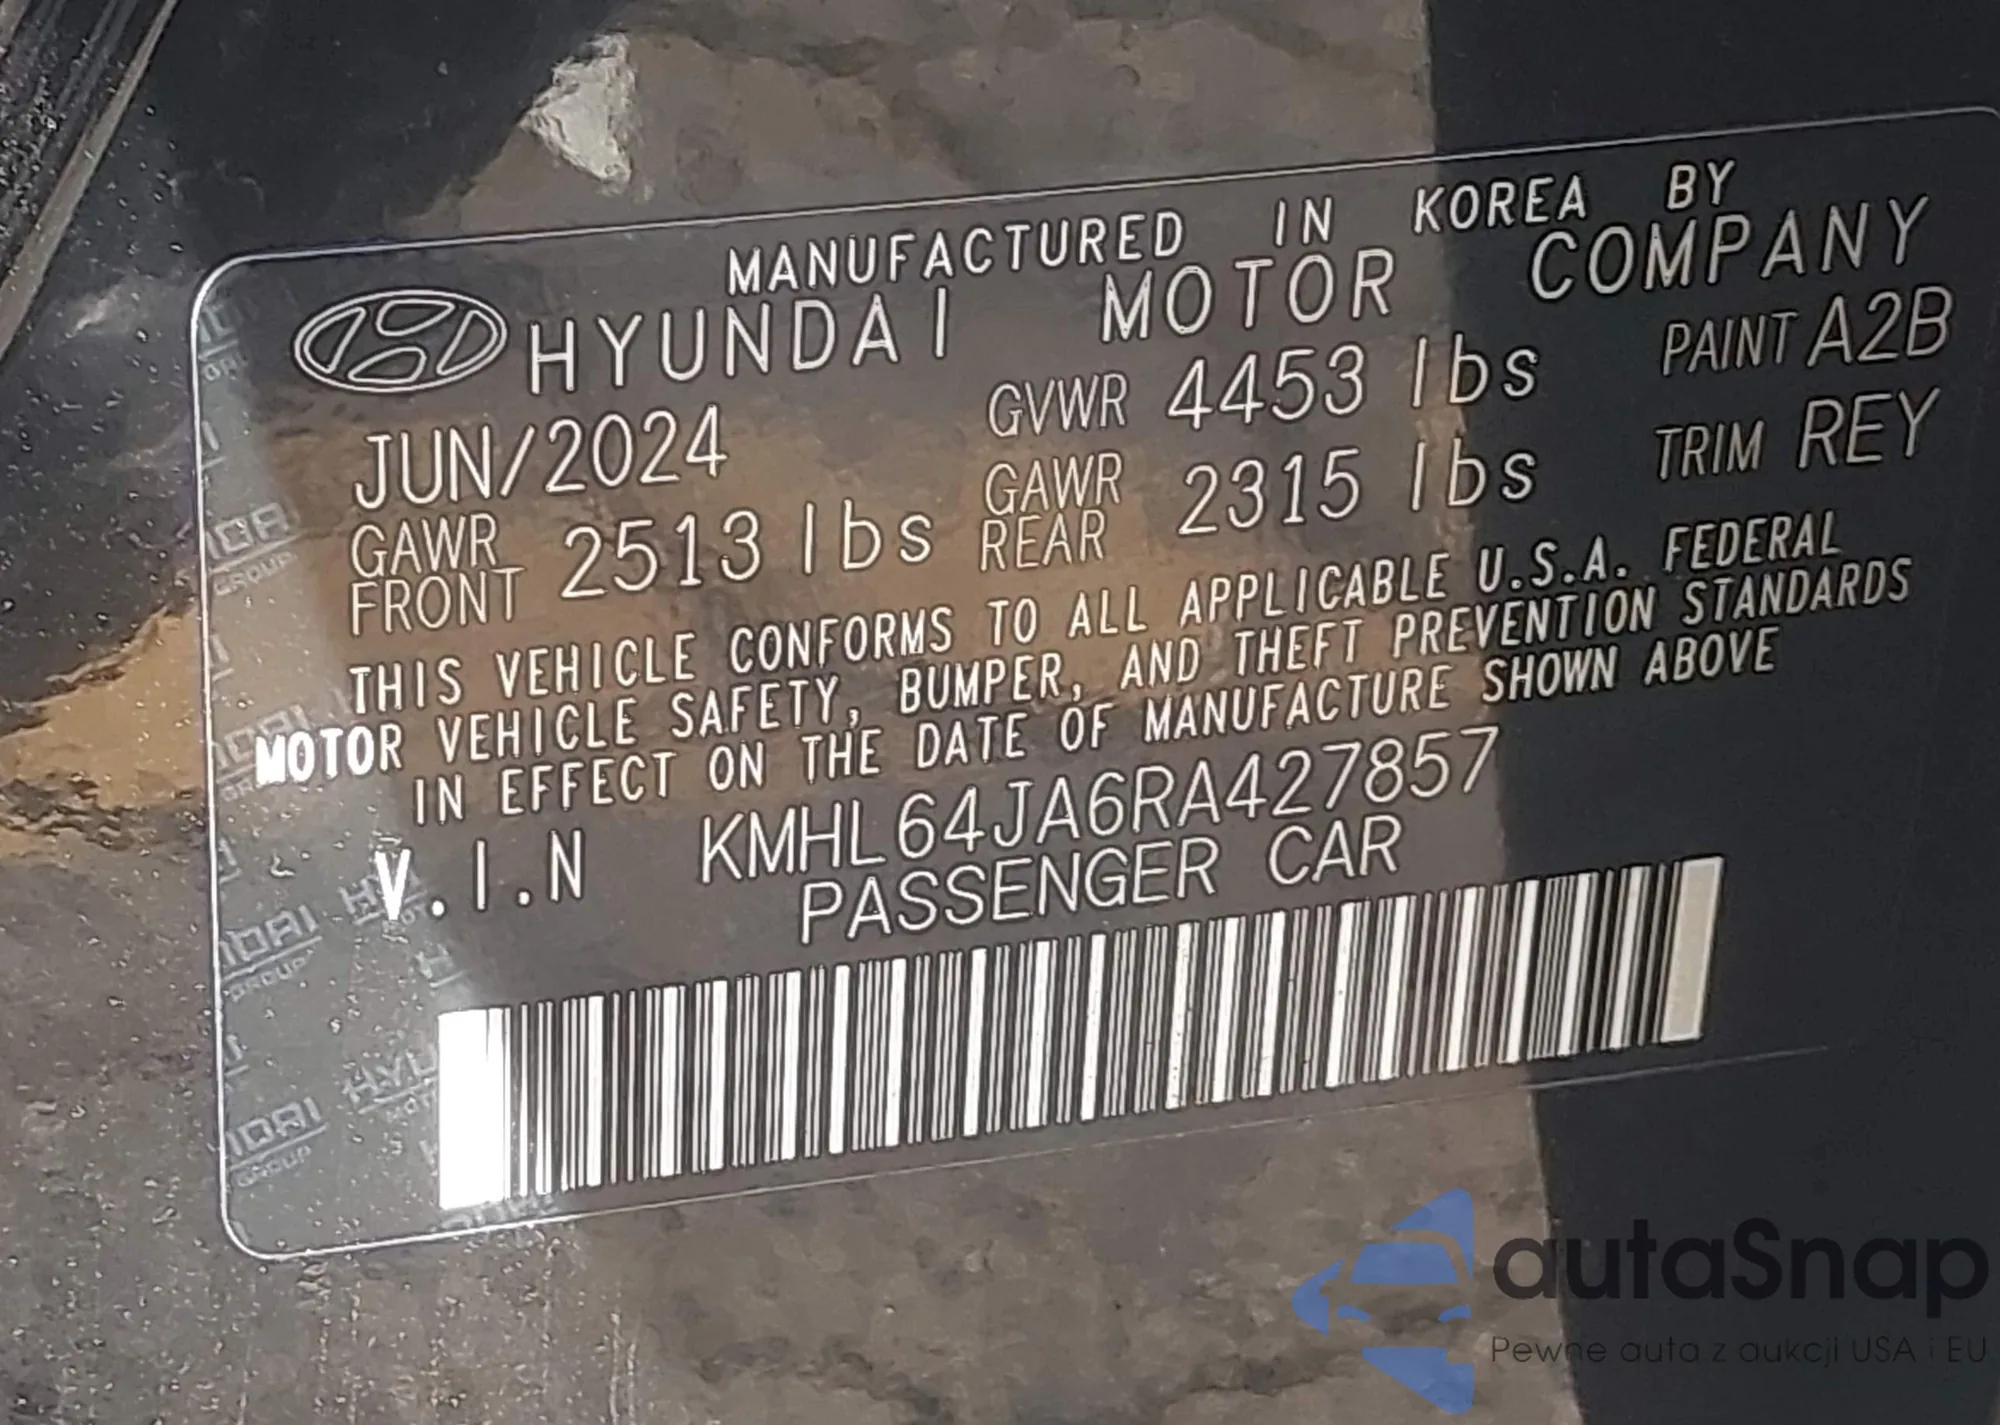 MANUFACTURED IN KOREA BY
HYUNDAI MOTOR COMPANY
JUN/2024 GVWR 4453 lbs PAINT A2B
GAWR FRONT 2513 lbs GAWR REAR 2315 lbs TRIM REY
THIS VEHICLE CONFORMS TO ALL APPLICABLE U.S.A. FEDERAL
MOTOR VEHICLE SAFETY, BUMPER, AND THEFT PREVENTION STANDARDS
IN EFFECT ON THE DATE OF MANUFACTURE SHOWN ABOVE
V.I.N KMHL64JA6RA427857
PASSENGER CAR
autaSnap
Pewne auta z aukcji USA i EU